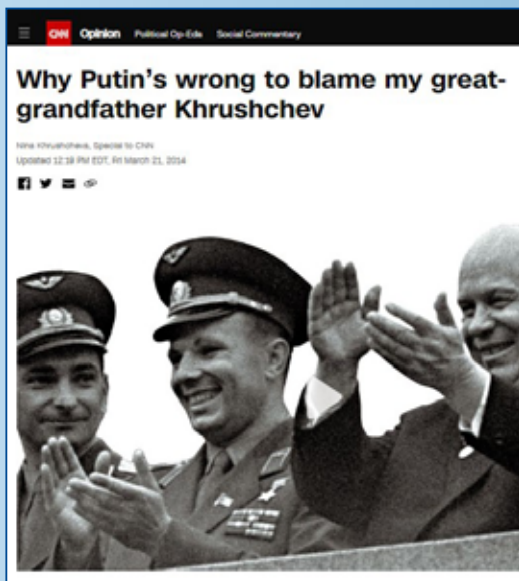 CNN Opinion Political Op-Eds Social Commentary
Why Putin's wrong to blame my great-
grandfather Khrushchev
Nina Khrushcheva, Special to CNN
Updated 12:19 PM EDT, Fri March 21, 2014